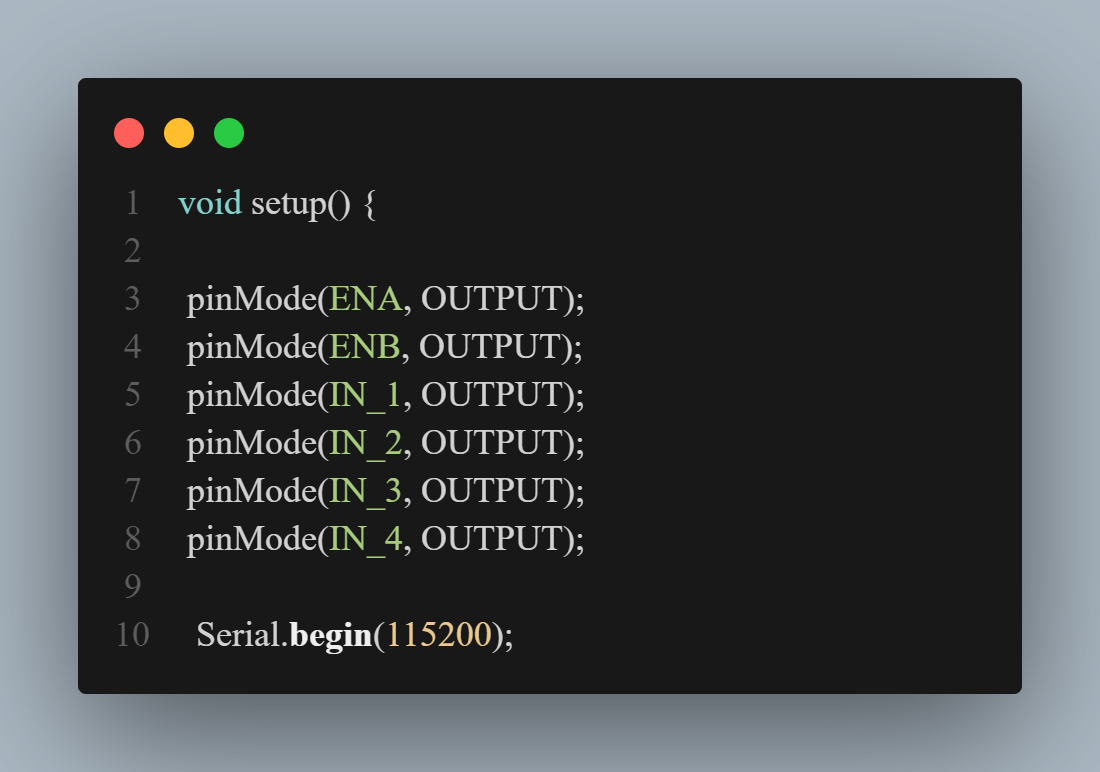 1 void setup() {
2
3 pinMode(ENA, OUTPUT);
4 pinMode(ENB, OUTPUT);
5 pinMode(IN_1, OUTPUT);
6 pinMode(IN_2, OUTPUT);
7 pinMode(IN_3, OUTPUT);
8 pinMode(IN_4, OUTPUT);
9
10 Serial.begin(115200);